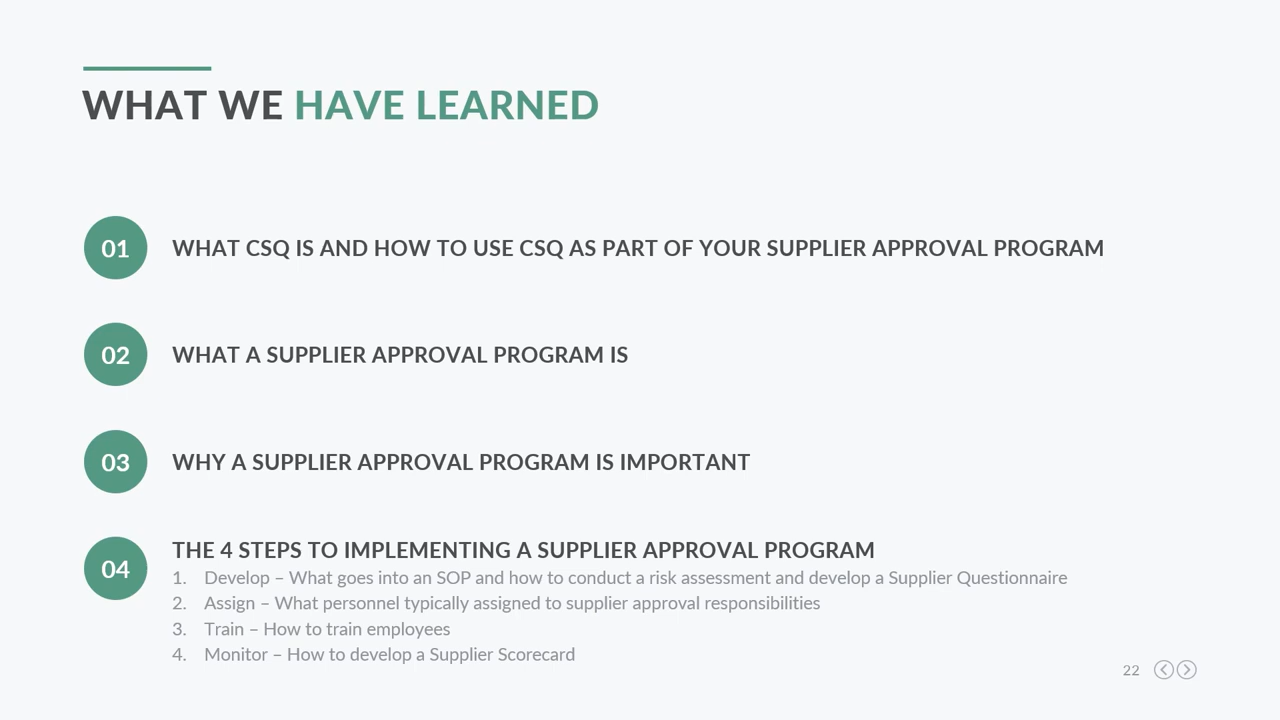 WHAT WE HAVE LEARNED
01
WHAT CSQ IS AND HOW TO USE CSQ AS PART OF YOUR SUPPLIER APPROVAL PROGRAM
02
WHAT A SUPPLIER APPROVAL PROGRAM IS
03
WHY A SUPPLIER APPROVAL PROGRAM IS IMPORTANT
04
THE 4 STEPS TO IMPLEMENTING A SUPPLIER APPROVAL PROGRAM
1. Develop – What goes into an SOP and how to conduct a risk assessment and develop a Supplier Questionnaire
2. Assign – What personnel typically assigned to supplier approval responsibilities
3. Train – How to train employees
4. Monitor – How to develop a Supplier Scorecard
22